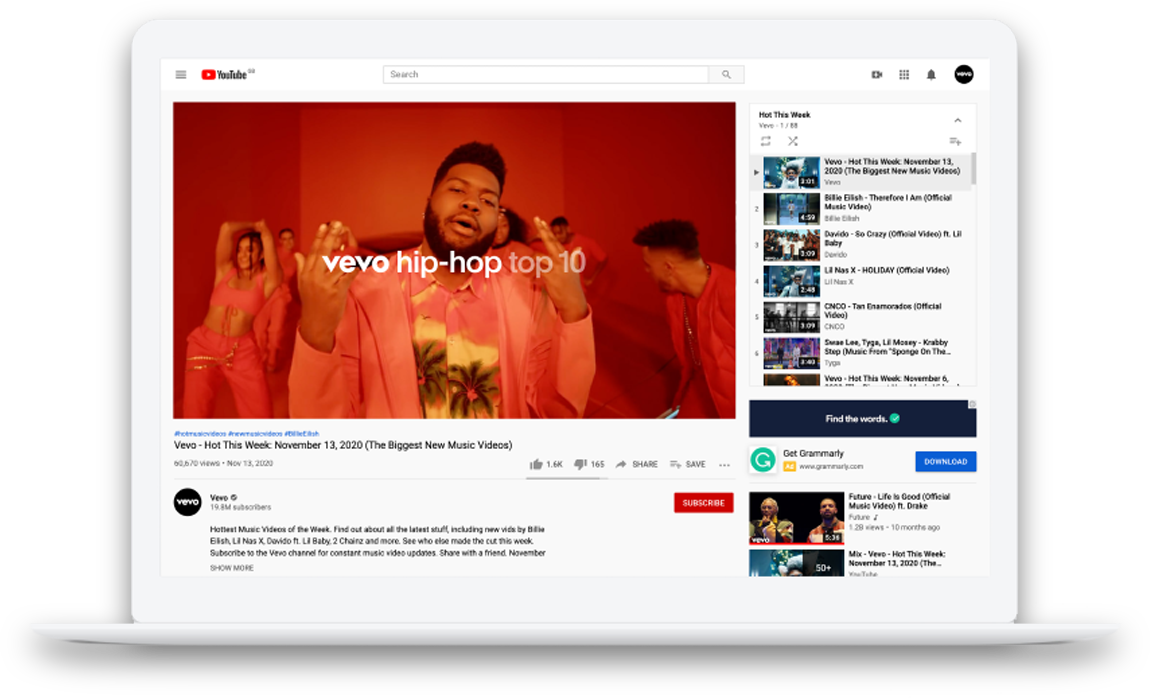 YouTube GB
Search
vevo
vevo hip-hop top 10
#hotmusicvideos #newmusicvideos #BillieEilish
Vevo - Hot This Week: November 13, 2020 (The Biggest New Music Videos)
60,670 views • Nov 13, 2020
1.6K 165 SHARE SAVE
vevo
Vevo
19.8M subscribers
SUBSCRIBE
Hottest Music Videos of the Week. Find out about all the latest stuff, including new vids by Billie
Eilish, Lil Nas X, Davido ft. Lil Baby, 2 Chainz and more. See who else made the cut this week.
Subscribe to the Vevo channel for constant music video updates. Share with a friend. November
SHOW MORE
Hot This Week
Vevo - 1 / 88
Vevo - Hot This Week: November 13,
2020 (The Biggest New Music Videos)
Vevo
3:01
2
Billie Eilish - Therefore I Am (Official
Music Video)
Billie Eilish
4:59
3
Davido - So Crazy (Official Video) ft. Lil
Baby
Davido
3:09
4
Lil Nas X - HOLIDAY (Official Video)
Lil Nas X
2:48
5
CNCO - Tan Enamorados (Official
Video)
CNCO
3:09
6
Swae Lee, Tyga, Lil Mosey - Krabby
Step (Music From "Sponge On The...
Tyga
3:40
Vevo - Hot This Week: November 6,
Find the words.
Get Grammarly
Ad www.grammarly.com
DOWNLOAD
Future - Life Is Good (Official
Music Video) ft. Drake
Future
1.2B views • 10 months ago
vevo
5:36
Mix - Vevo - Hot This Week:
November 13, 2020 (The...
YouTube
50+